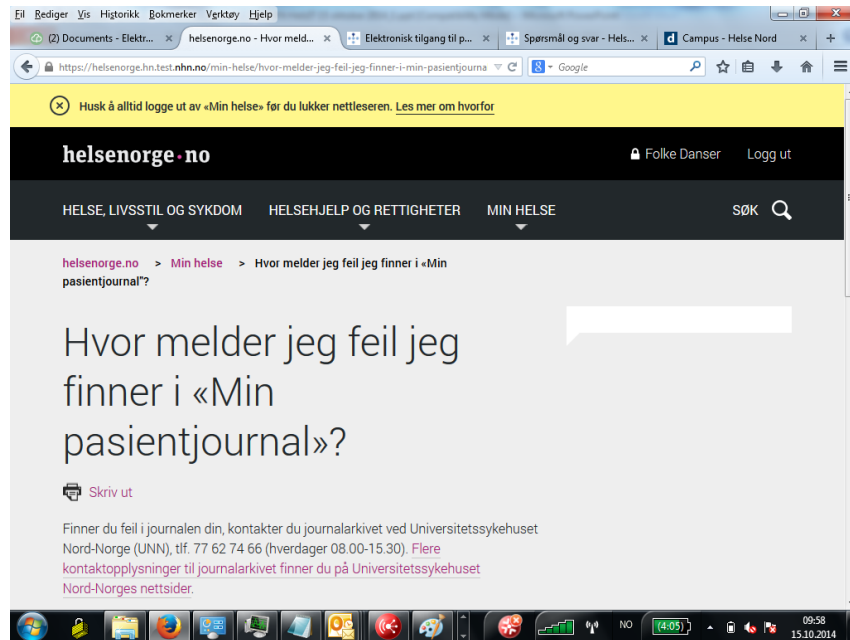 Fil Rediger Vis Historikk Bokmerker Verktøy Hjelp
(2) Documents - Elektr...
helsenorge.no - Hvor meld...
Elektronisk tilgang til p...
Spørsmål og svar - Hels...
Campus - Helse Nord
https://helsenorge.hn.test.nhn.no/min-helse/hvor-melder-jeg-feil-jeg-finner-i-min-pasientjourna
Google
Husk å alltid logge ut av «Min helse» før du lukker nettleseren. Les mer om hvorfor
helsenorge·no
Folke Danser Logg ut
HELSE, LIVSSTIL OG SYKDOM HELSEHJELP OG RETTIGHETER MIN HELSE SØK
helsenorge.no > Min helse > Hvor melder jeg feil jeg finner i «Min
pasientjournal"?
Hvor melder jeg feil jeg
finner i «Min
pasientjournal»?
Skriv ut
Finner du feil i journalen din, kontakter du journalarkivet ved Universitetssykehuset
Nord-Norge (UNN), tlf. 77 62 74 66 (hverdager 08.00-15.30). Flere
kontaktopplysninger til journalarkivet finner du på Universitetssykehuset
Nord-Norges nettsider.
NO (4:05) 09:58
15.10.2014